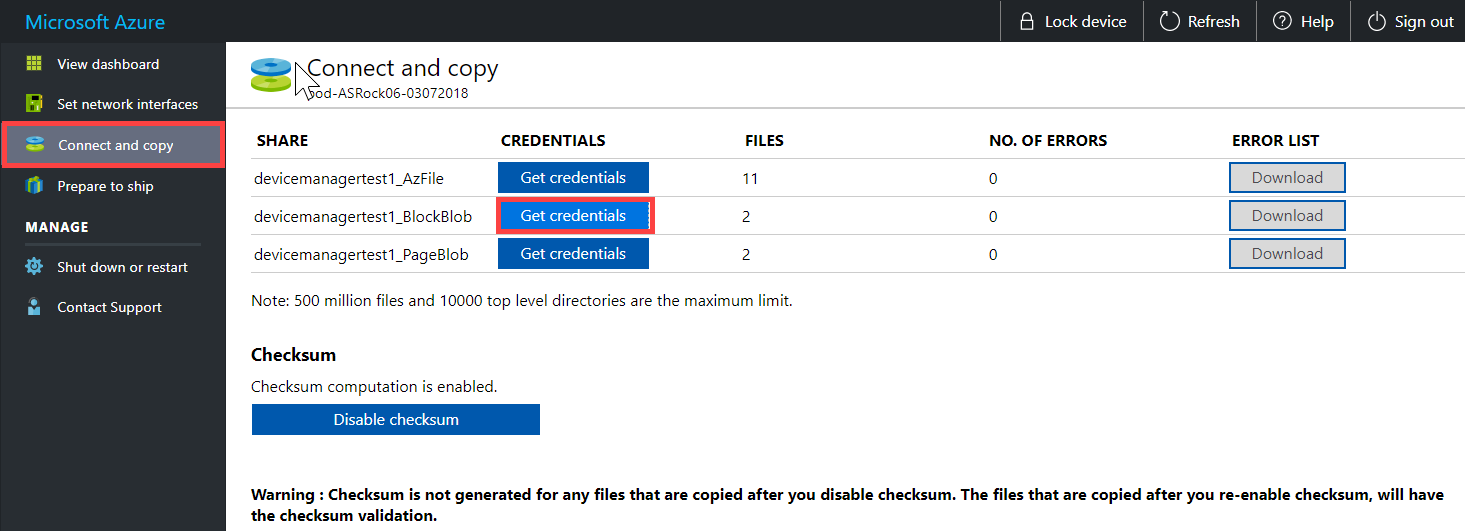 Microsoft Azure
Lock device
Refresh
Help
Sign out
View dashboard
Set network interfaces
Connect and copy
Prepare to ship
MANAGE
Shut down or restart
Contact Support
Connect and copy
pod-ASRock06-03072018
SHARE CREDENTIALS FILES NO. OF ERRORS ERROR LIST
devicemanagertest1_AzFile Get credentials 11 0 Download
devicemanagertest1_BlockBlob Get credentials 2 0 Download
devicemanagertest1_PageBlob Get credentials 2 0 Download
Note: 500 million files and 10000 top level directories are the maximum limit.
Checksum
Checksum computation is enabled.
Disable checksum
Warning : Checksum is not generated for any files that are copied after you disable checksum. The files that are copied after you re-enable checksum, will have
the checksum validation.